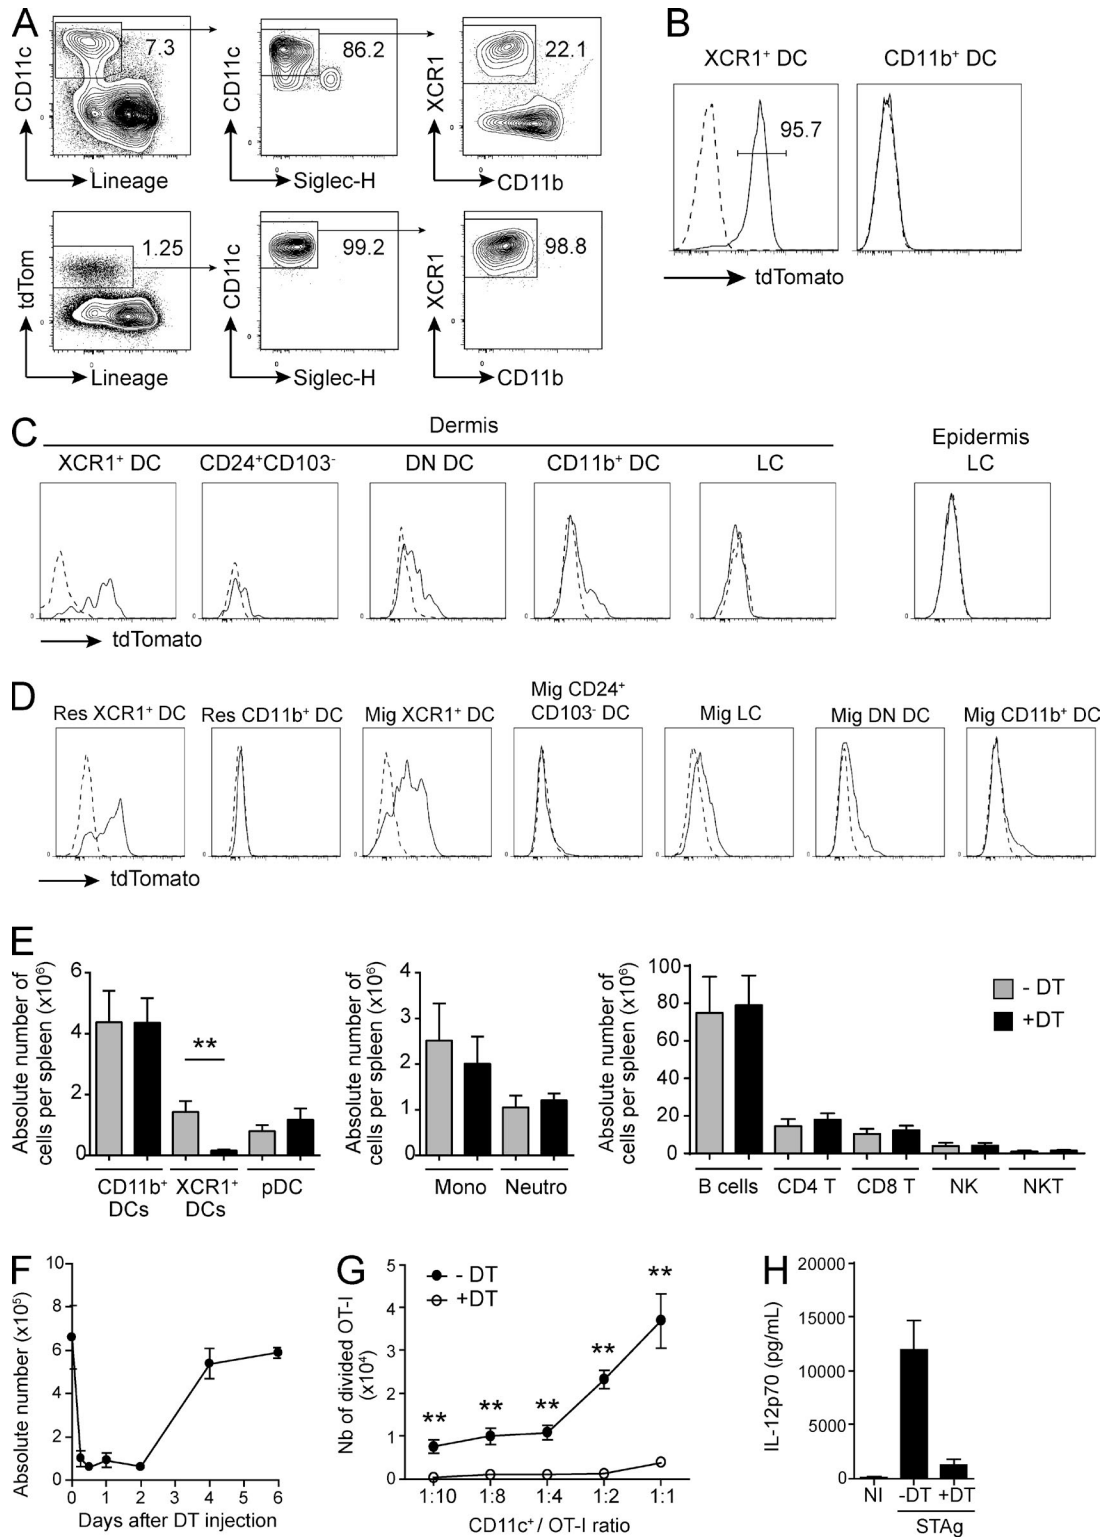 A
CD11c
7.3
Lineage
CD11c
86.2
Siglec-H
XCR1
22.1
CD11b
tdTom
1.25
Lineage
CD11c
99.2
Siglec-H
XCR1
98.8
CD11b
B
XCR1⁺ DC
CD11b⁺ DC
95.7
tdTomato
C
Dermis
Epidermis
XCR1⁺ DC
CD24⁺CD103⁻
DN DC
CD11b⁺ DC
LC
LC
tdTomato
D
Res XCR1⁺ DC
Res CD11b⁺ DC
Mig XCR1⁺ DC
Mig CD24⁺
CD103⁻ DC
Mig LC
Mig DN DC
Mig CD11b⁺ DC
tdTomato
E
Absolute number of
cells per spleen (x10⁶)
6
4
2
0
**
CD11b⁺
DCs
XCR1⁺
DCs
pDC
Absolute number of
cells per spleen (x10⁶)
4
3
2
1
0
Mono
Neutro
Absolute number of
cells per spleen (x10⁶)
100
80
60
40
20
0
B cells
CD4 T
CD8 T
NK
NKT
- DT
+DT
F
Absolute number (x10⁵)
10
8
6
4
2
0
0 1 2 3 4 5 6
Days after DT injection
G
Nb of divided OT-I
(x10⁴)
5
4
3
2
1
0
- DT
+DT
**
**
**
**
**
1:10 1:8 1:4 1:2 1:1
CD11c⁺/ OT-I ratio
H
IL-12p70 (pg/mL)
20000
15000
10000
5000
0
NI -DT +DT
STAg